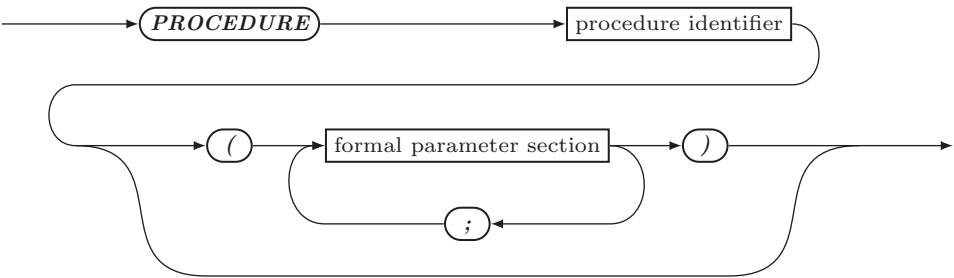 PROCEDURE procedure identifier
( formal parameter section )
;